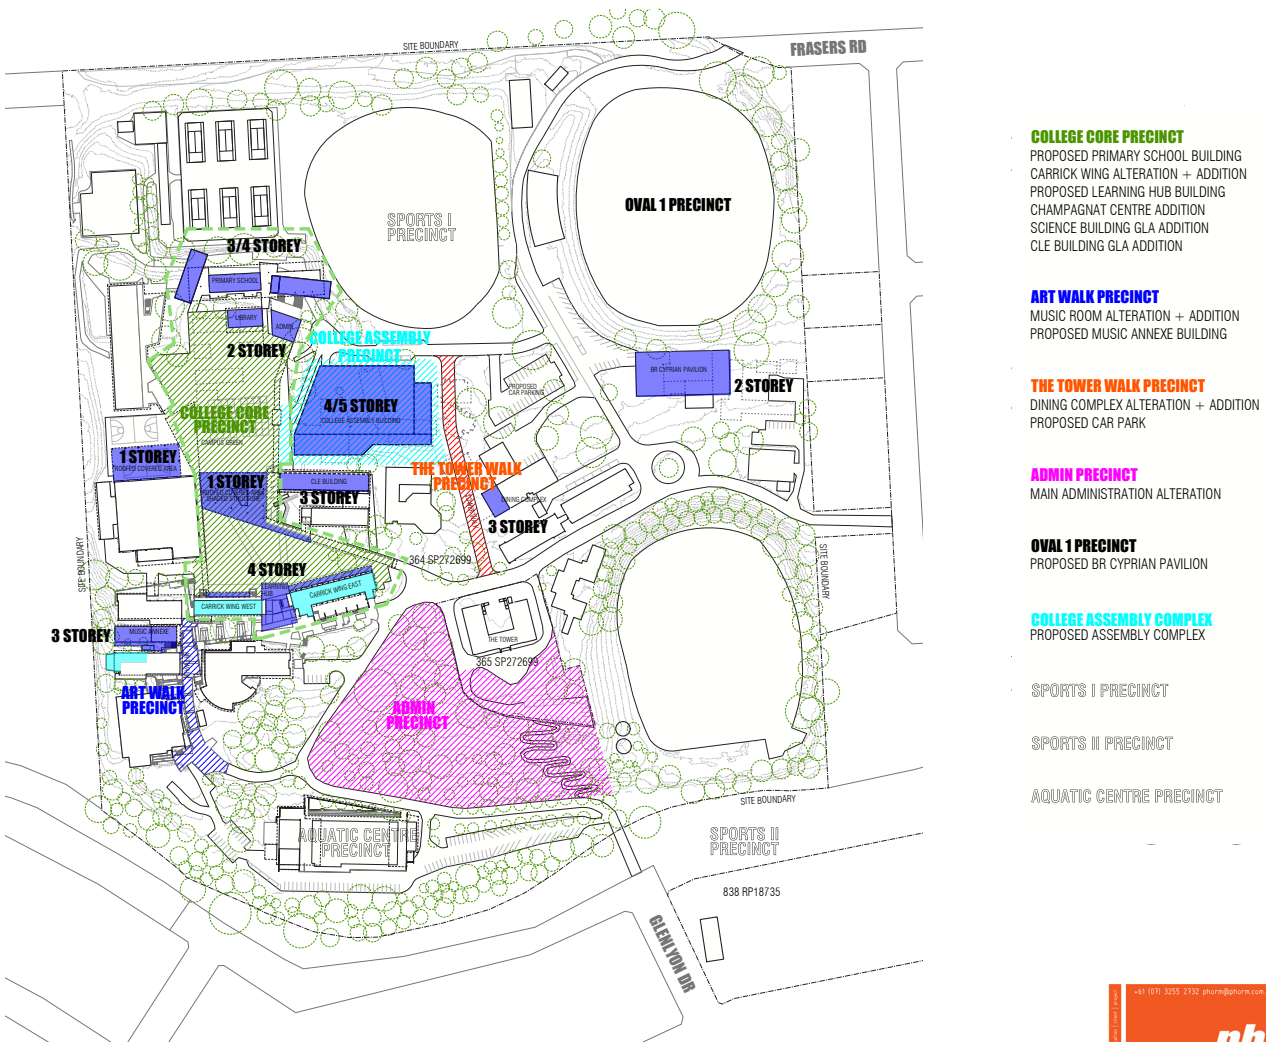 SITE BOUNDARY
FRASERS RD
SPORTS I
PRECINCT
OVAL 1 PRECINCT
3/4 STOREY
PRIMARY SCHOOL
LIBRARY
ADMIN
2 STOREY
COLLEGE ASSEMBLY
PRECINCT
4/5 STOREY
COLLEGE ASSEMBLY BUILDING
PROPOSED
CAR PARKING
BR CYPRIAN PAVILION
2 STOREY
COLLEGE CORE
PRECINCT
CAMPUS GREEN
1 STOREY
ROOFED COVERED AREA
1 STOREY
ROOFED COVERED AREA
SHADED STRUCTURE
CLE BUILDING
3 STOREY
THE TOWER WALK
PRECINCT
DINING COMPLEX
3 STOREY
SITE BOUNDARY
SITE BOUNDARY
364 SP272699
4 STOREY
LEARNING
HUB
CARRICK WING EAST
CARRICK WING WEST
3 STOREY
MUSIC ANNEXE
THE TOWER
365 SP272699
ART WALK
PRECINCT
ADMIN
PRECINCT
SITE BOUNDARY
AQUATIC CENTRE
PRECINCT
SPORTS II
PRECINCT
838 RP18735
GLENLYON DR
COLLEGE CORE PRECINCT
PROPOSED PRIMARY SCHOOL BUILDING
CARRICK WING ALTERATION + ADDITION
PROPOSED LEARNING HUB BUILDING
CHAMPAGNAT CENTRE ADDITION
SCIENCE BUILDING GLA ADDITION
CLE BUILDING GLA ADDITION
ART WALK PRECINCT
MUSIC ROOM ALTERATION + ADDITION
PROPOSED MUSIC ANNEXE BUILDING
THE TOWER WALK PRECINCT
DINING COMPLEX ALTERATION + ADDITION
PROPOSED CAR PARK
ADMIN PRECINCT
MAIN ADMINISTRATION ALTERATION
OVAL 1 PRECINCT
PROPOSED BR CYPRIAN PAVILION
COLLEGE ASSEMBLY COMPLEX
PROPOSED ASSEMBLY COMPLEX
SPORTS I PRECINCT
SPORTS II PRECINCT
AQUATIC CENTRE PRECINCT
+61 (07) 3255 2732 phorm@phorm.com
ph